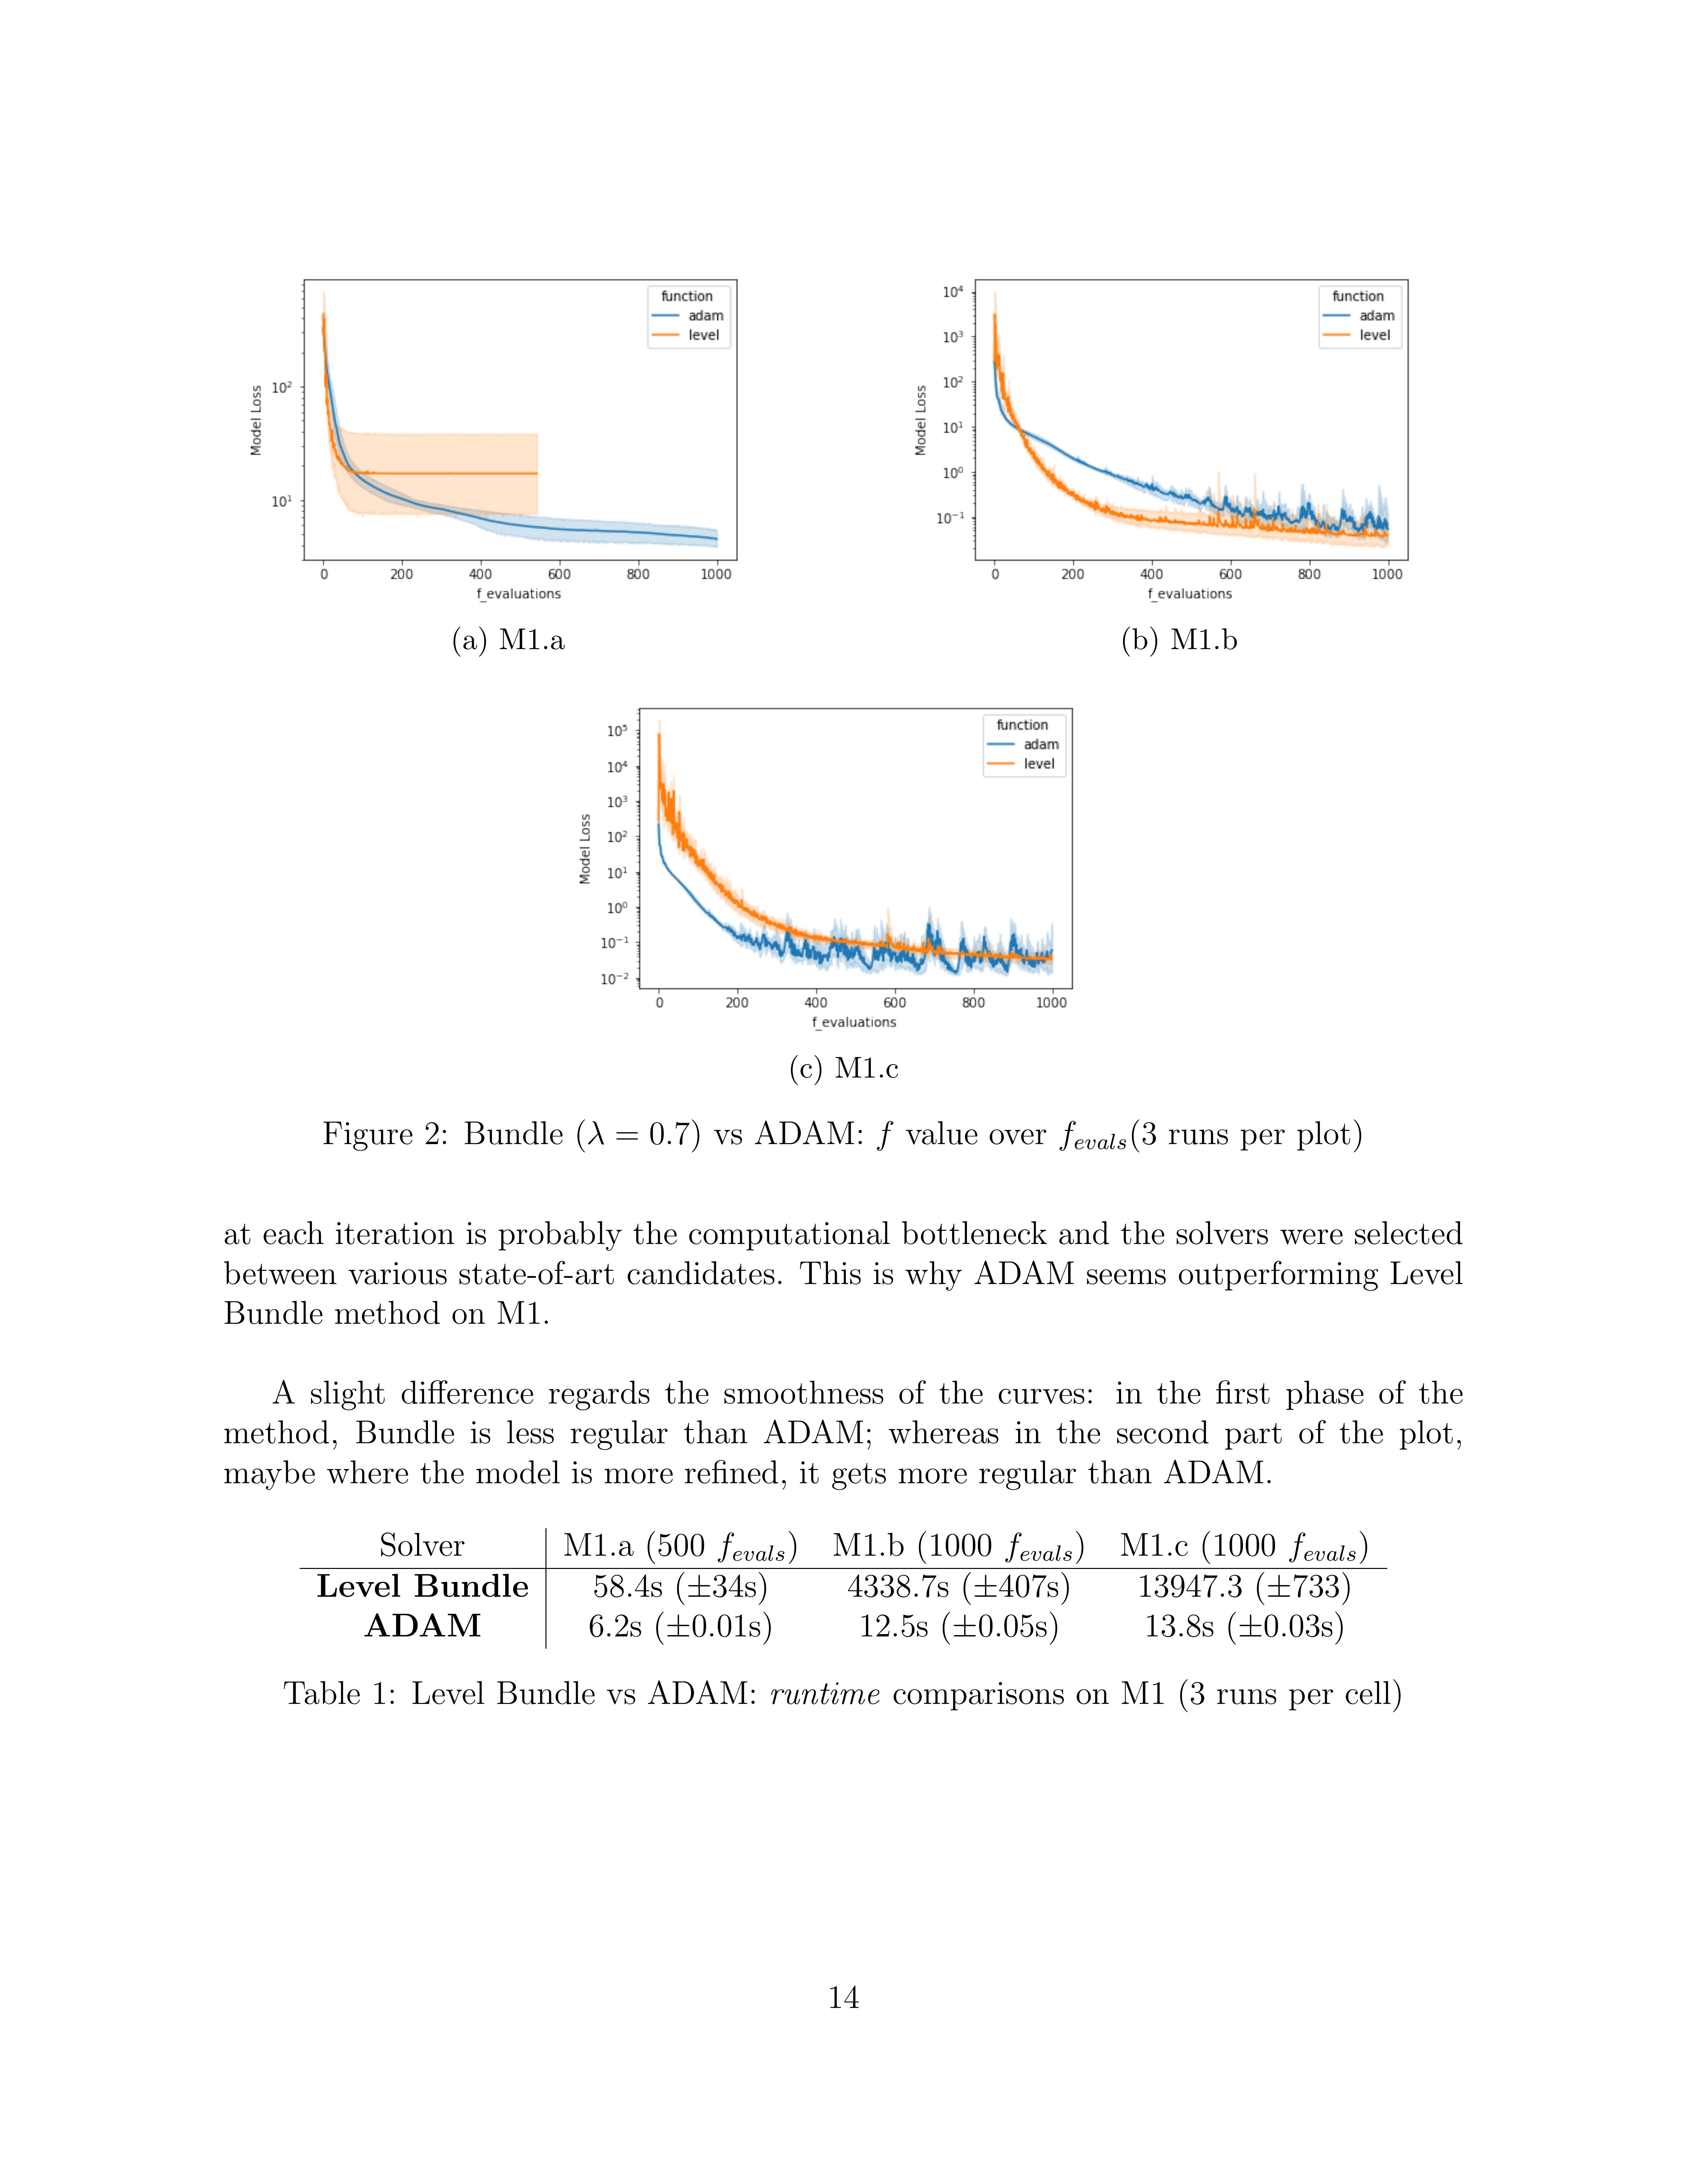 function
adam
level
Model Loss
10²
10¹
0 200 400 600 800 1000
f_evaluations
(a) M1.a
function
adam
level
Model Loss
10⁴
10³
10²
10¹
10⁰
10⁻¹
0 200 400 600 800 1000
f_evaluations
(b) M1.b
function
adam
level
Model Loss
10⁵
10⁴
10³
10²
10¹
10⁰
10⁻¹
10⁻²
0 200 400 600 800 1000
f_evaluations
(c) M1.c
Figure 2: Bundle (λ = 0.7) vs ADAM: f value over f_evals(3 runs per plot)
at each iteration is probably the computational bottleneck and the solvers were selected
between various state-of-art candidates. This is why ADAM seems outperforming Level
Bundle method on M1.
A slight difference regards the smoothness of the curves: in the first phase of the
method, Bundle is less regular than ADAM; whereas in the second part of the plot,
maybe where the model is more refined, it gets more regular than ADAM.
Solver M1.a (500 f_evals) M1.b (1000 f_evals) M1.c (1000 f_evals)
Level Bundle 58.4s (±34s) 4338.7s (±407s) 13947.3 (±733)
ADAM 6.2s (±0.01s) 12.5s (±0.05s) 13.8s (±0.03s)
Table 1: Level Bundle vs ADAM: runtime comparisons on M1 (3 runs per cell)
14